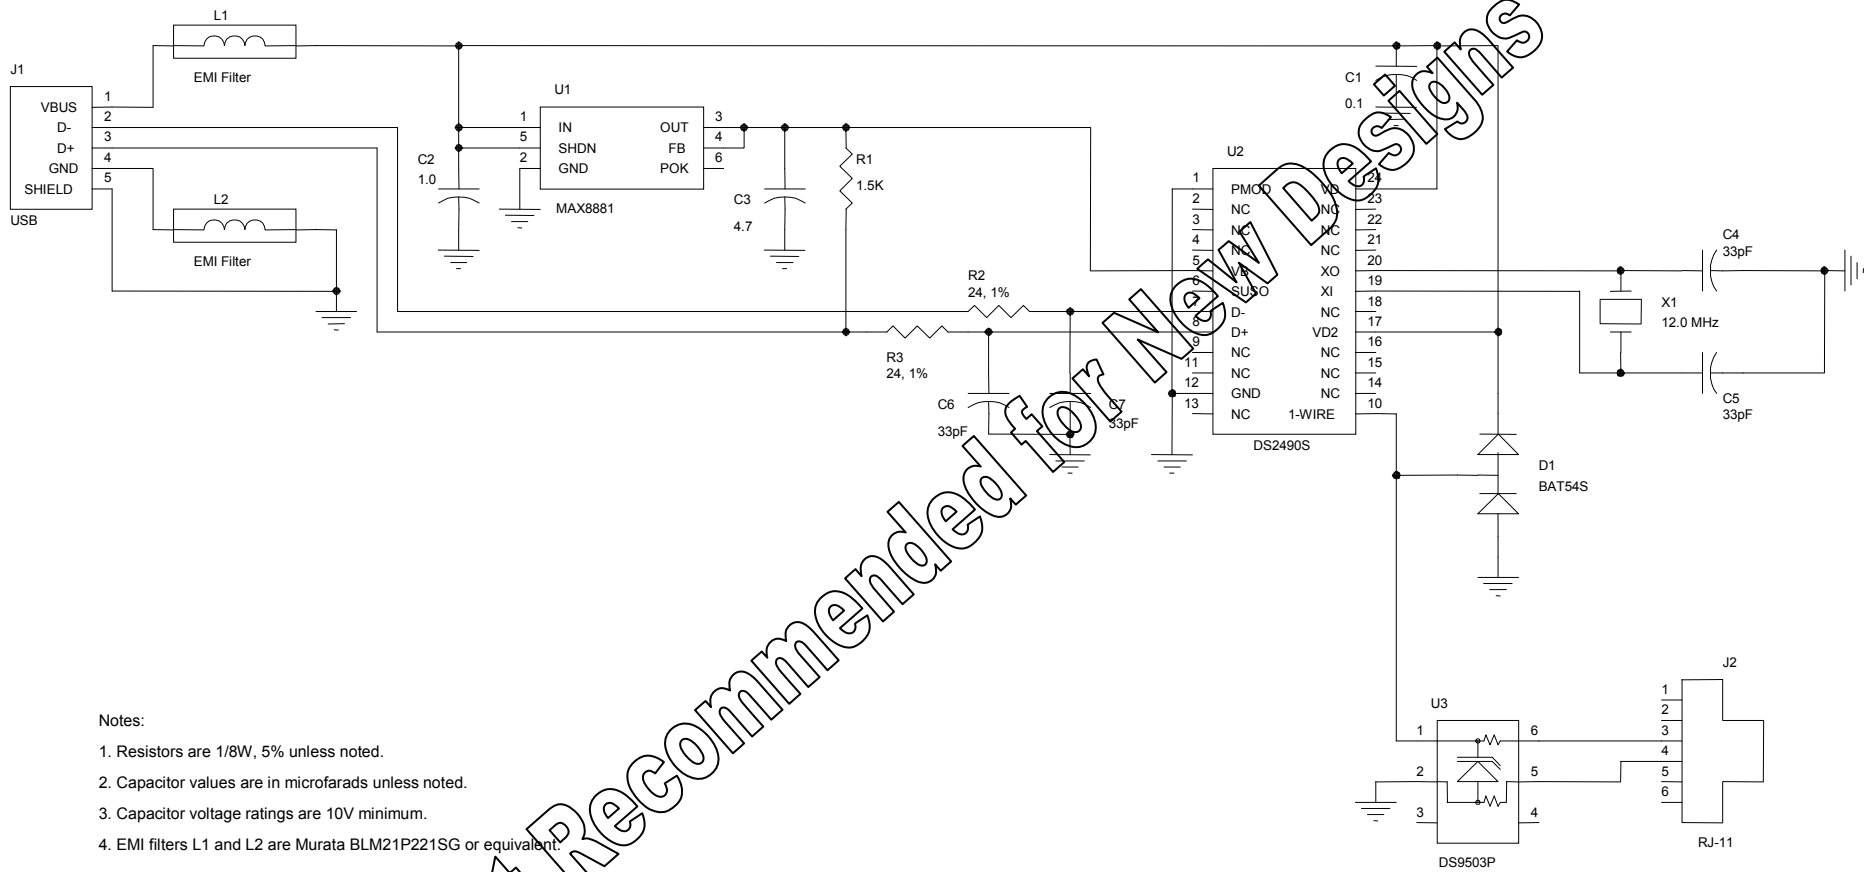 L1
EMI Filter
J1
VBUS 1
D- 2
D+ 3
GND 4
SHIELD 5
USB
L2
EMI Filter
C2
1.0
U1
1 IN OUT 3
5 SHDN FB 4
2 GND POK 6
MAX8881
C3
4.7
R1
1.5K
R2
24, 1%
R3
24, 1%
C6
33pF
C7
33pF
C1
0.1
U2
1 PMOD VD 24
2 NC NC 23
3 NC NC 22
4 NC NC 21
5 VB XO 20
6 SUSO XI 19
7 D- NC 18
8 D+ VD2 17
9 NC NC 16
11 NC NC 15
12 GND NC 14
13 NC 1-WIRE 10
DS2490S
C4
33pF
X1
12.0 MHz
C5
33pF
D1
BAT54S
U3
1 6
2 5
3 4
DS9503P
J2
1
2
3
4
5
6
RJ-11
Notes:
1. Resistors are 1/8W, 5% unless noted.
2. Capacitor values are in microfarads unless noted.
3. Capacitor voltage ratings are 10V minimum.
4. EMI filters L1 and L2 are Murata BLM21P221SG or equivalent.
Recommended for New Designs